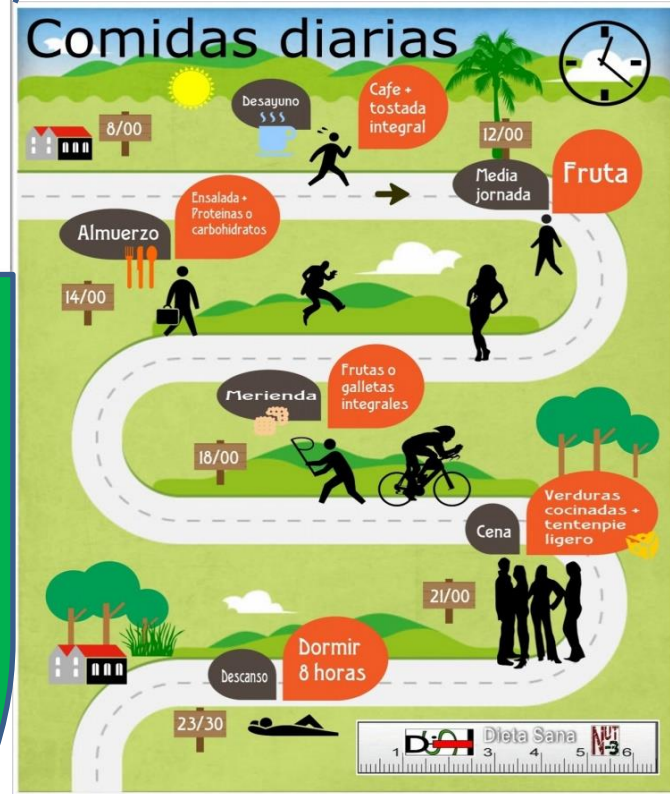 Comidas diarias
Desayuno
Cafe +
tostada
integral
8/00
12/00
Media
jornada
Fruta
Ensalada +
Proteinas o
carbohidratos
Almuerzo
14/00
Frutas o
galletas
integrales
Merienda
18/00
Verduras
cocinadas +
tentenpie
ligero
Cena
21/00
Dormir
8 horas
Descanso
23/30
Dieta Sana
1 3 4 5 6